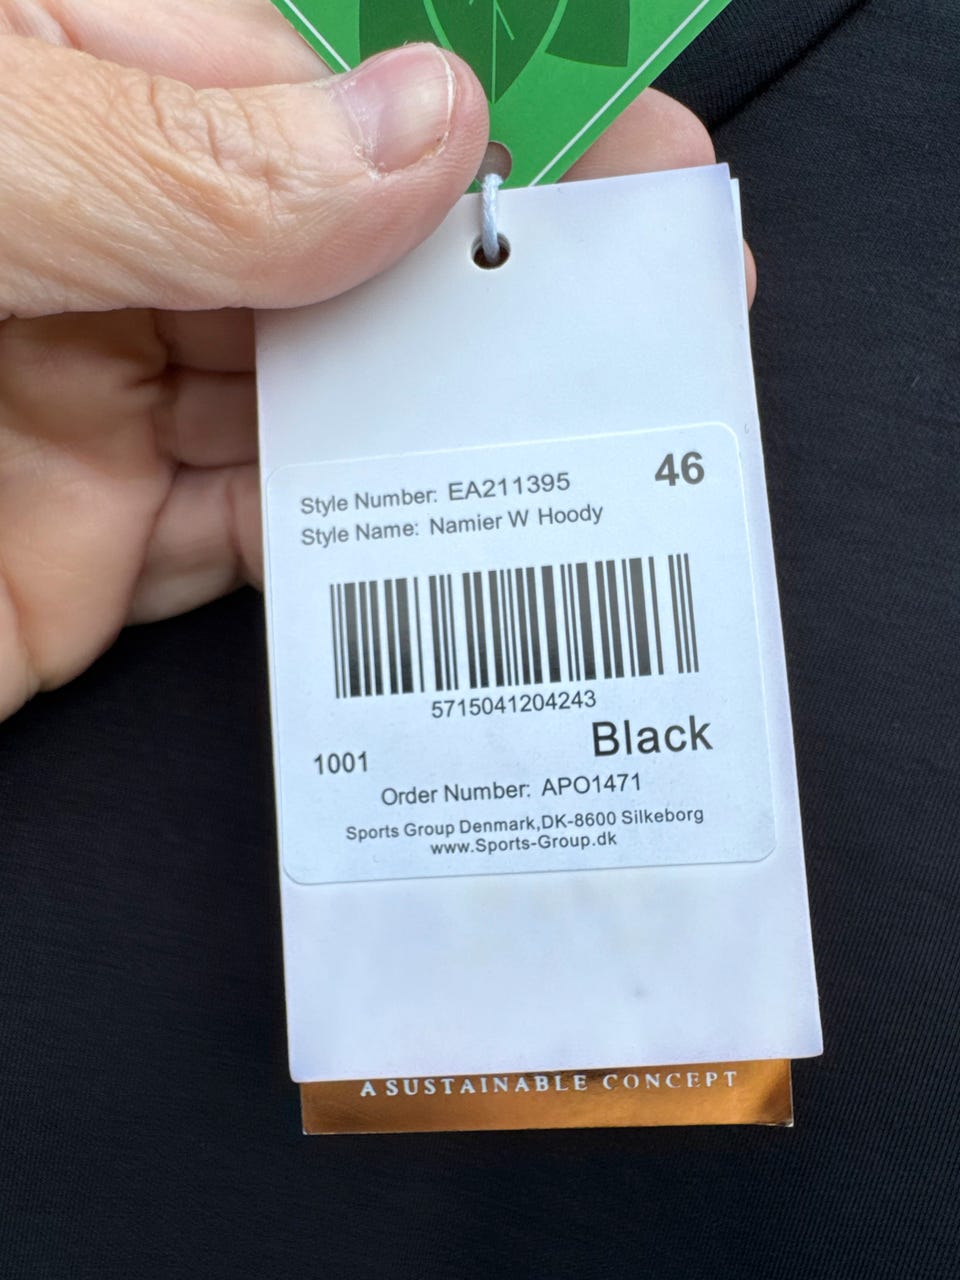 Style Number: EA211395
46
Style Name: Namier W Hoody
5715041204243
Black
1001
Order Number: APO1471
Sports Group Denmark,DK-8600 Silkeborg
www.Sports-Group.dk
A SUSTAINABLE CONCEPT